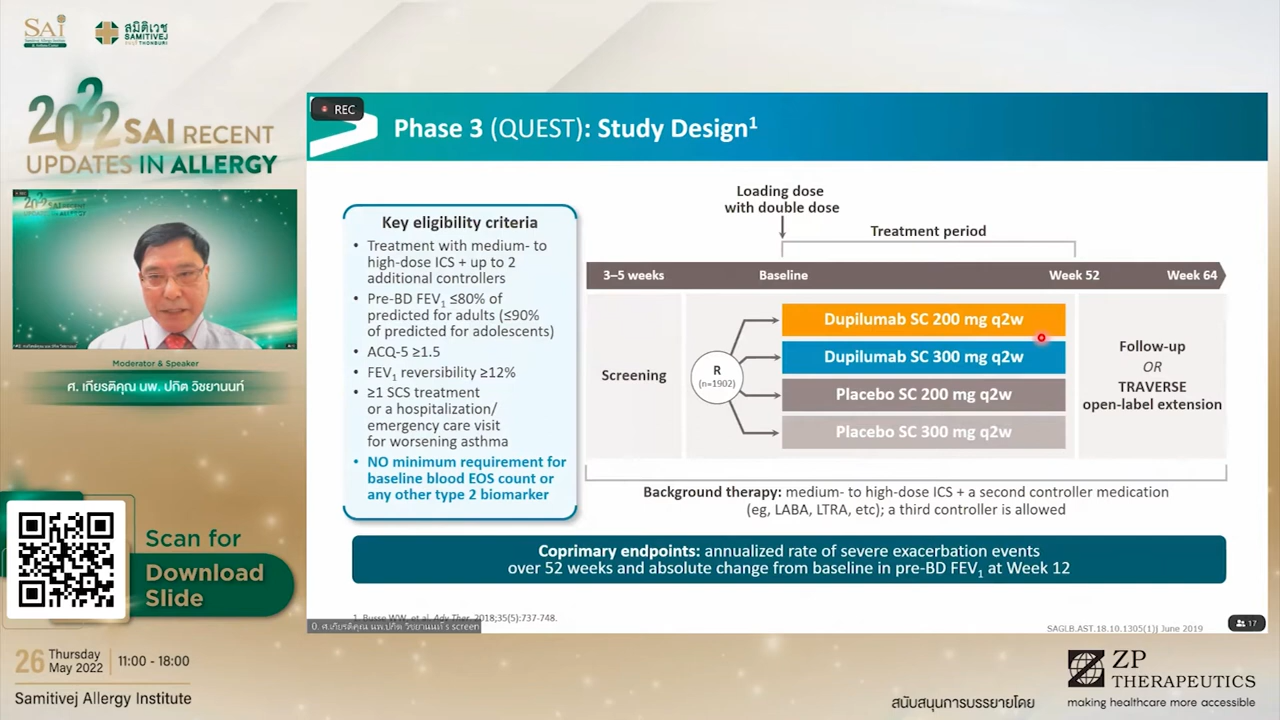 SAi
สมิติเวช
SAMITIVEJ
THONBURI
2022 SAI RECENT
UPDATES IN ALLERGY
REC
Phase 3 (QUEST): Study Design1
Loading dose
with double dose
Treatment period
Key eligibility criteria
• Treatment with medium- to
high-dose ICS + up to 2
additional controllers
• Pre-BD FEV1 ≤80% of
predicted for adults (≤90%
of predicted for adolescents)
• ACQ-5 ≥1.5
• FEV1 reversibility ≥12%
• ≥1 SCS treatment
or a hospitalization/
emergency care visit
for worsening asthma
• NO minimum requirement for
baseline blood EOS count or
any other type 2 biomarker
3–5 weeks
Baseline
Week 52
Week 64
Screening
R
(n=1902)
Dupilumab SC 200 mg q2w
Dupilumab SC 300 mg q2w
Placebo SC 200 mg q2w
Placebo SC 300 mg q2w
Follow-up
OR
TRAVERSE
open-label extension
Background therapy: medium- to high-dose ICS + a second controller medication
(eg, LABA, LTRA, etc); a third controller is allowed
Coprimary endpoints: annualized rate of severe exacerbation events
over 52 weeks and absolute change from baseline in pre-BD FEV1 at Week 12
1. Busse WW, et al. Adv Ther. 2018;35(5):737-748.
SAGLB.AST.18.10.1305(1)j June 2019
17
Moderator & Speaker
ศ. เกียรติคุณ นพ. ปกิต วิชยานนท์
Scan for
Download
Slide
26 Thursday
May 2022
11:00 - 18:00
Samitivej Allergy Institute
สนับสนุนการบรรยายโดย
ZP
THERAPEUTICS
making healthcare more accessible